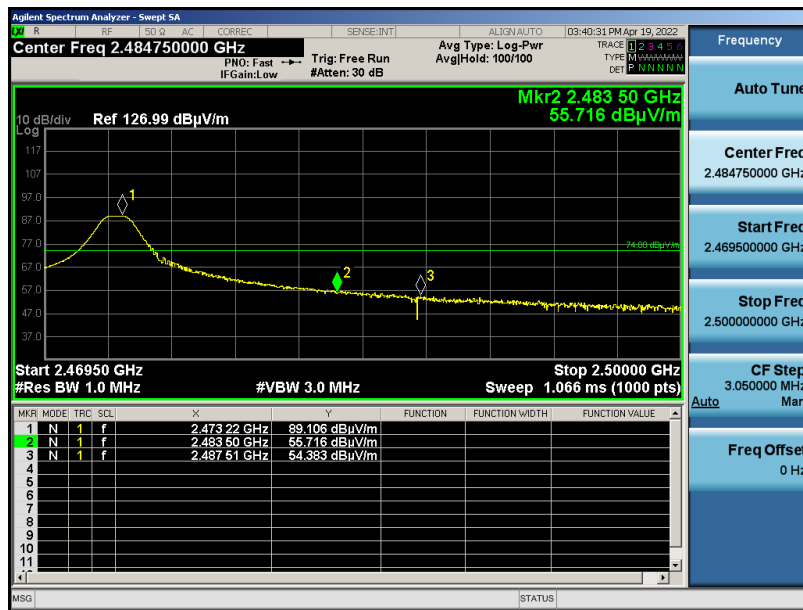 Agilent Spectrum Analyzer - Swept SA
R RF 50 Ω AC CORREC SENSE:INT ALIGN AUTO 03:40:31 PM Apr 19, 2022
Center Freq 2.484750000 GHz
PNO: Fast
IFGain:Low
Trig: Free Run
#Atten: 30 dB
Avg Type: Log-Pwr
Avg|Hold: 100/100
TRACE 1 2 3 4 5 6
TYPE M
DET P N N N N N
Mkr2 2.483 50 GHz
55.716 dBµV/m
10 dB/div Ref 126.99 dBµV/m
Log
117
107
97.0
87.0
77.0
67.0
57.0
47.0
37.0
1
2
3
74.00 dBµV/m
Start 2.46950 GHz Stop 2.50000 GHz
#Res BW 1.0 MHz #VBW 3.0 MHz Sweep 1.066 ms (1000 pts)
MKR MODE TRC SCL X Y FUNCTION FUNCTION WIDTH FUNCTION VALUE
1 N 1 f 2.473 22 GHz 89.106 dBµV/m
2 N 1 f 2.483 50 GHz 55.716 dBµV/m
3 N 1 f 2.487 51 GHz 54.383 dBµV/m
4
5
6
7
8
9
10
11
MSG STATUS
Frequency
Auto Tune
Center Freq
2.484750000 GHz
Start Freq
2.469500000 GHz
Stop Freq
2.500000000 GHz
CF Step
3.050000 MHz
Auto Man
Freq Offset
0 Hz